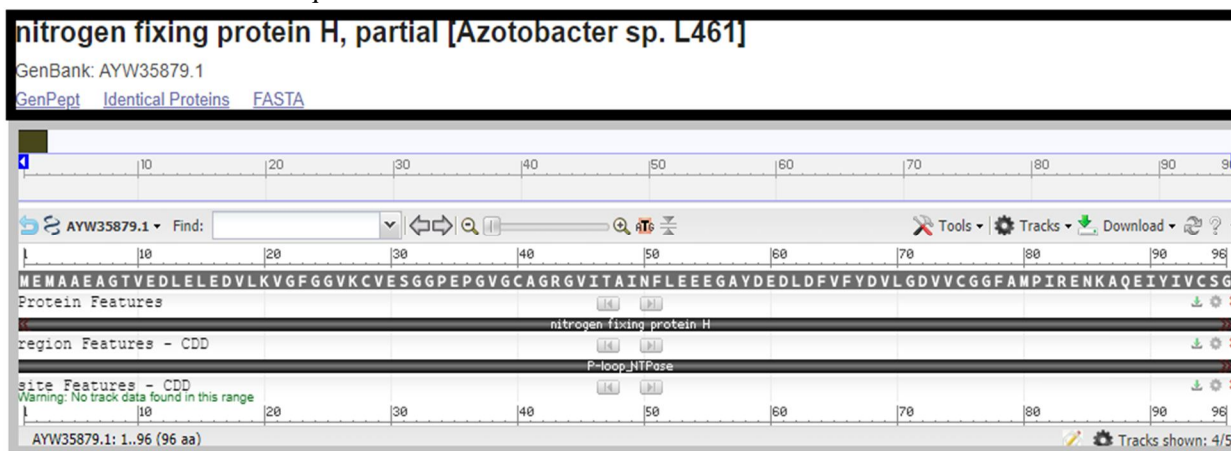 nitrogen fixing protein H, partial [Azotobacter sp. L461]
GenBank: AYW35879.1
GenPept Identical Proteins FASTA
10 20 30 40 50 60 70 80 90 9
AYW35879.1 Find: ATG Tools Tracks Download ?
1 10 20 30 40 50 60 70 80 90 96
MEMAAEAGTVEDLELEDVLKVGFGGVKCVESGGPEPGVGCAGRGVITAINFLEEEGAYDEDLDFVFYDVLGDVVCGGFAMPIRENKAQEIYIVCSG
Protein Features
nitrogen fixing protein H
region Features - CDD
P-loop_NTPase
site Features - CDD
Warning: No track data found in this range
1 10 20 30 40 50 60 70 80 90 96
AYW35879.1: 1..96 (96 aa) Tracks shown: 4/5